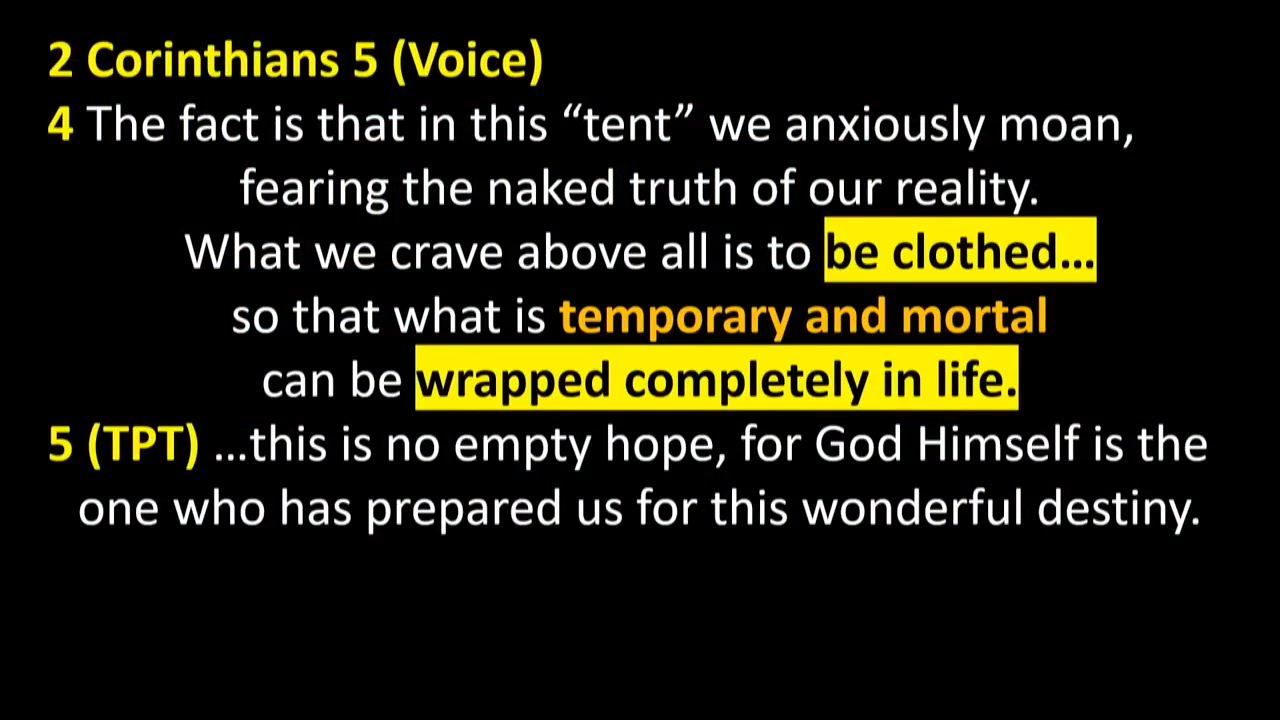 2 Corinthians 5 (Voice)
4 The fact is that in this “tent” we anxiously moan,
fearing the naked truth of our reality.
What we crave above all is to be clothed...
so that what is temporary and mortal
can be wrapped completely in life.
5 (TPT) ...this is no empty hope, for God Himself is the
one who has prepared us for this wonderful destiny.